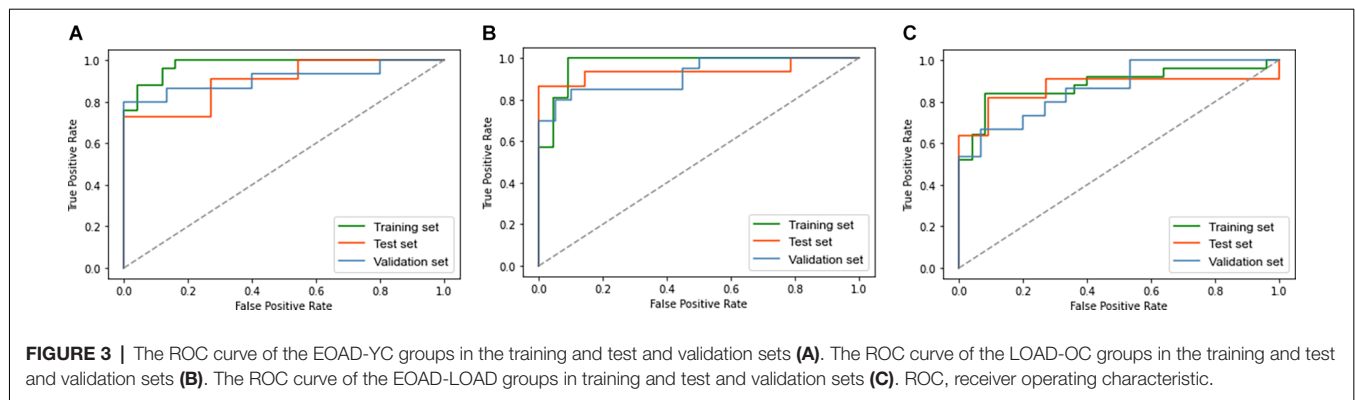 A
1.0
0.8
0.6
0.4
0.2
0.0
True Positive Rate
0.0 0.2 0.4 0.6 0.8 1.0
False Positive Rate
Training set
Test set
Validation set
B
1.0
0.8
0.6
0.4
0.2
0.0
True Positive Rate
0.0 0.2 0.4 0.6 0.8 1.0
False Positive Rate
Training set
Test set
Validation set
C
1.0
0.8
0.6
0.4
0.2
0.0
True Positive Rate
0.0 0.2 0.4 0.6 0.8 1.0
False Positive Rate
Training set
Test set
Validation set
FIGURE 3 | The ROC curve of the EOAD-YC groups in the training and test and validation sets (A). The ROC curve of the LOAD-OC groups in the training and test
and validation sets (B). The ROC curve of the EOAD-LOAD groups in training and test and validation sets (C). ROC, receiver operating characteristic.